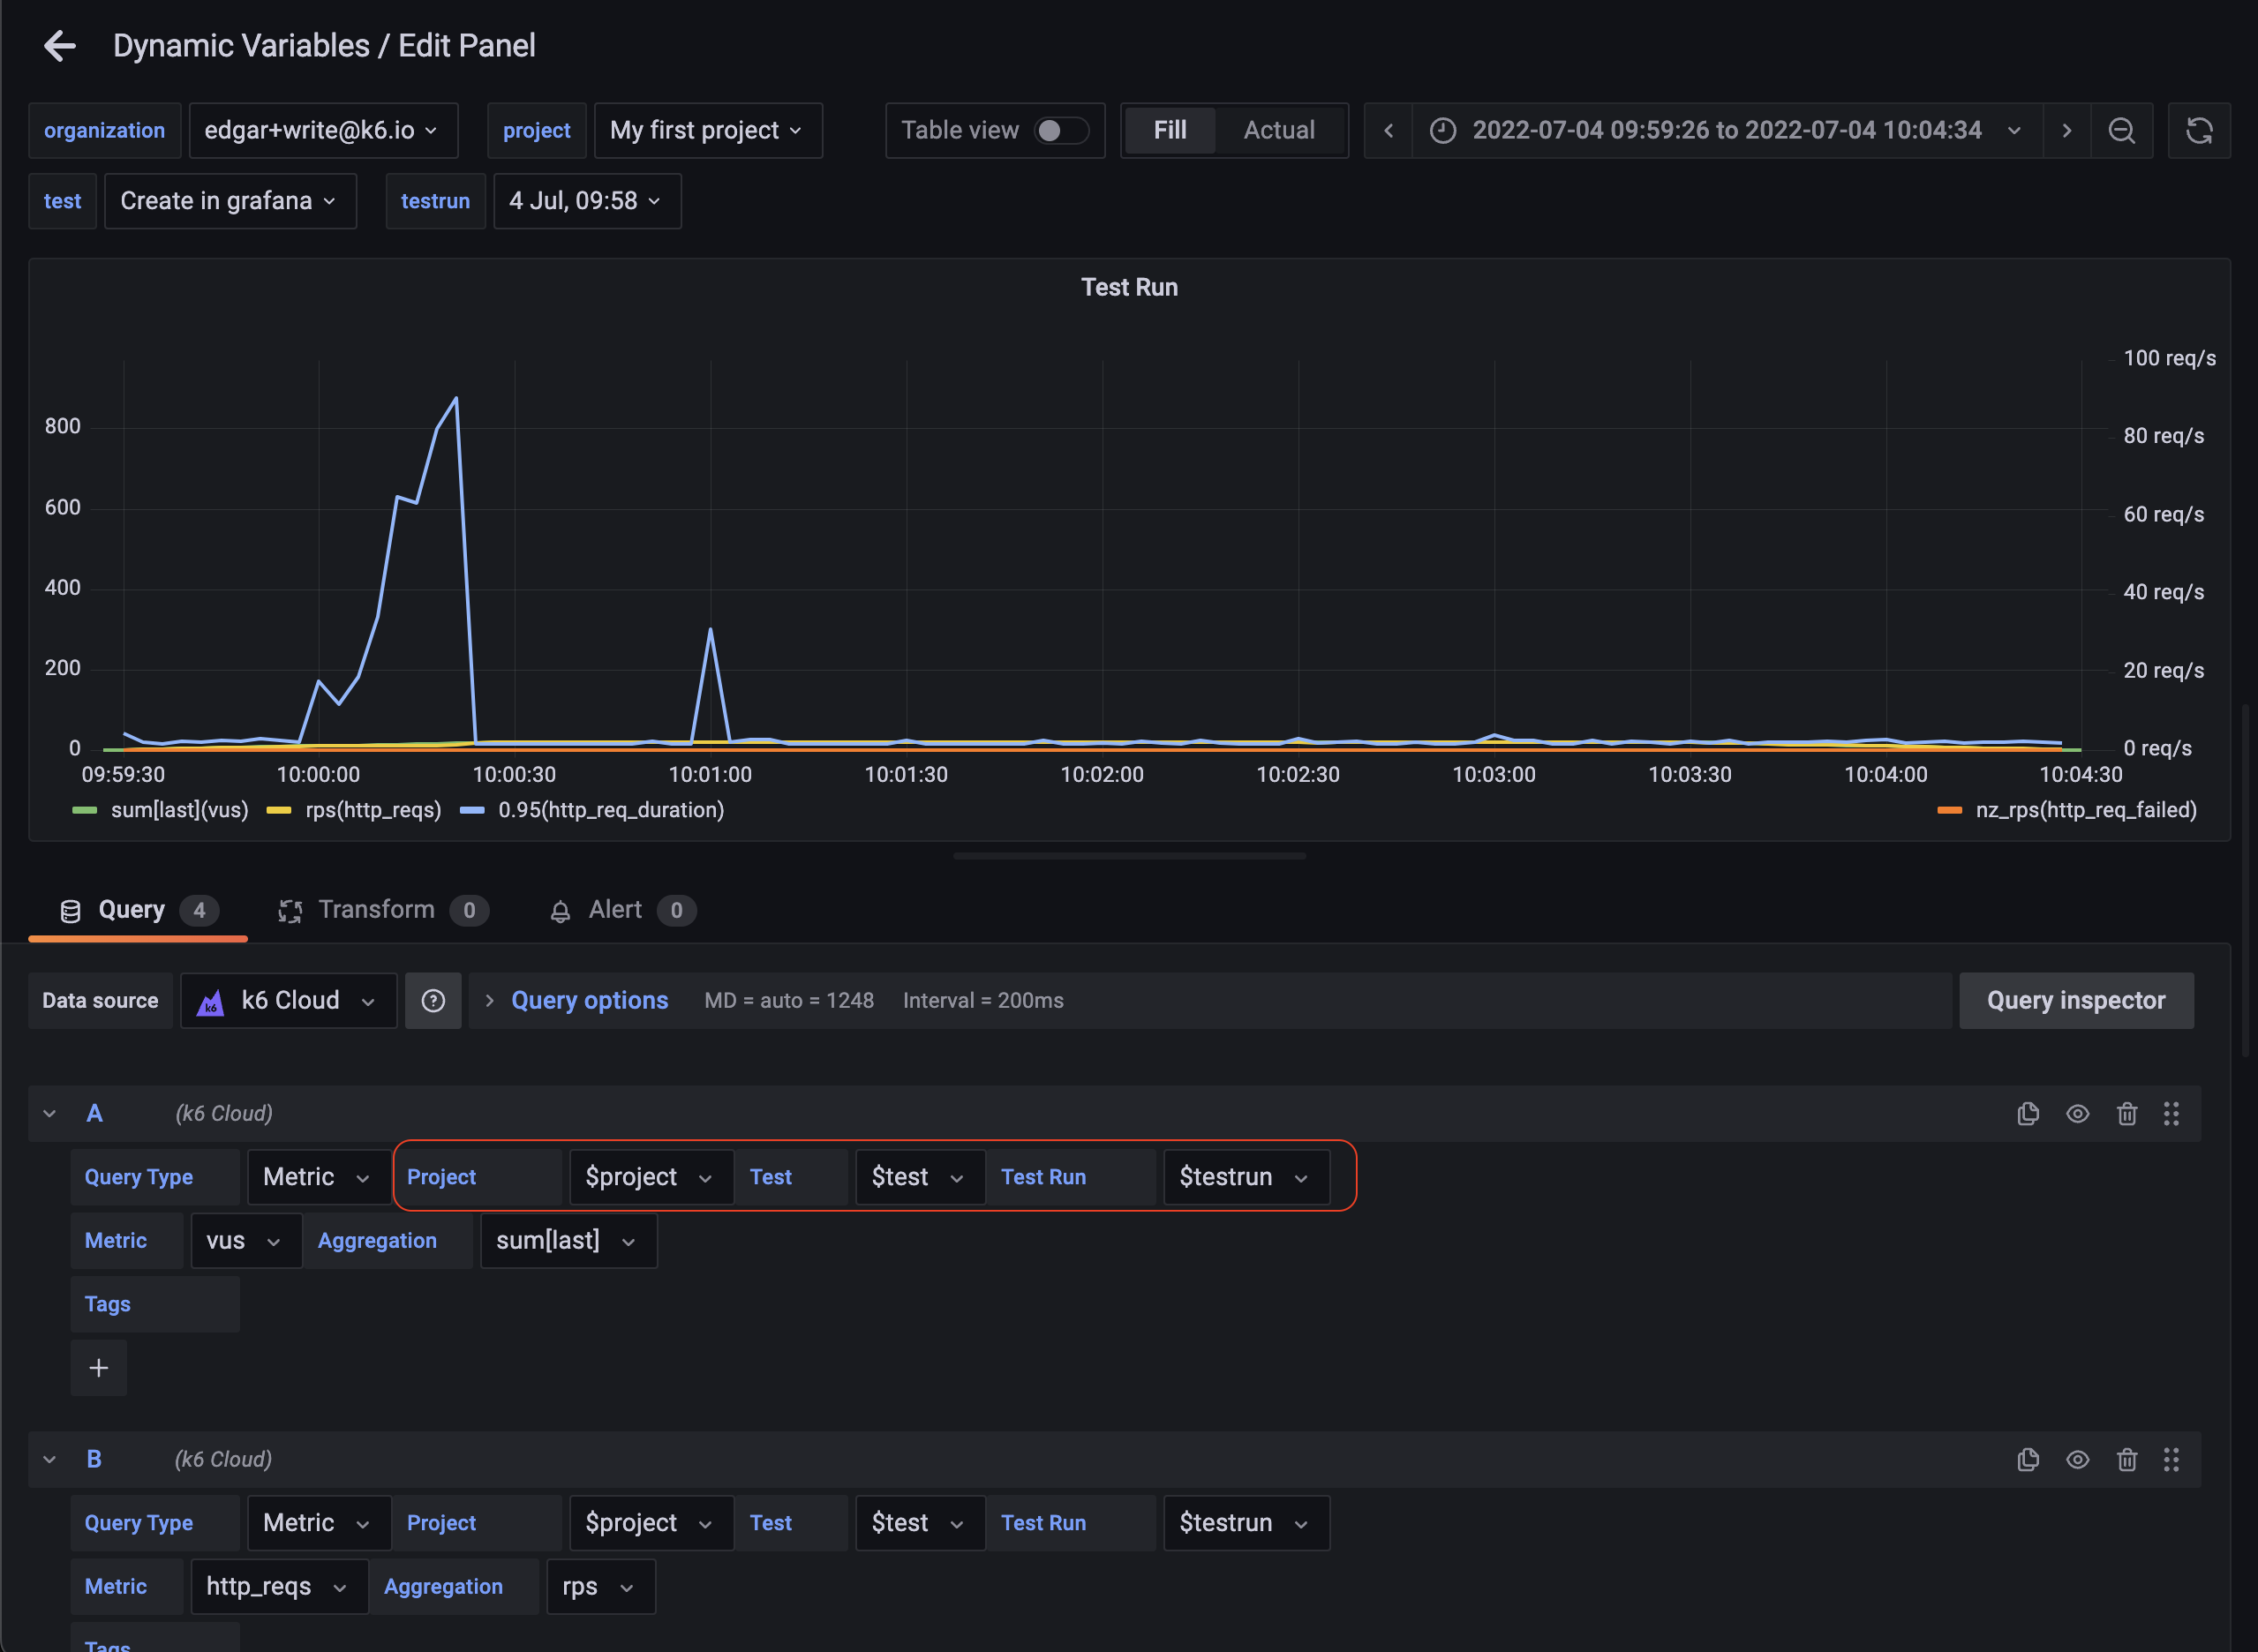 Dynamic Variables / Edit Panel
organization edgar+write@k6.io project My first project Table view Fill Actual 2022-07-04 09:59:26 to 2022-07-04 10:04:34
test Create in grafana testrun 4 Jul, 09:58
Test Run
100 req/s
800
80 req/s
600
60 req/s
400
40 req/s
200
20 req/s
0
0 req/s
09:59:30 10:00:00 10:00:30 10:01:00 10:01:30 10:02:00 10:02:30 10:03:00 10:03:30 10:04:00 10:04:30
sum[last](vus) rps(http_reqs) 0.95(http_req_duration) nz_rps(http_req_failed)
Query 4 Transform 0 Alert 0
Data source k6 k6 Cloud ? Query options MD = auto = 1248 Interval = 200ms Query inspector
A (k6 Cloud)
Query Type Metric Project $project Test $test Test Run $testrun
Metric vus Aggregation sum[last]
Tags
+
B (k6 Cloud)
Query Type Metric Project $project Test $test Test Run $testrun
Metric http_reqs Aggregation rps
Tags